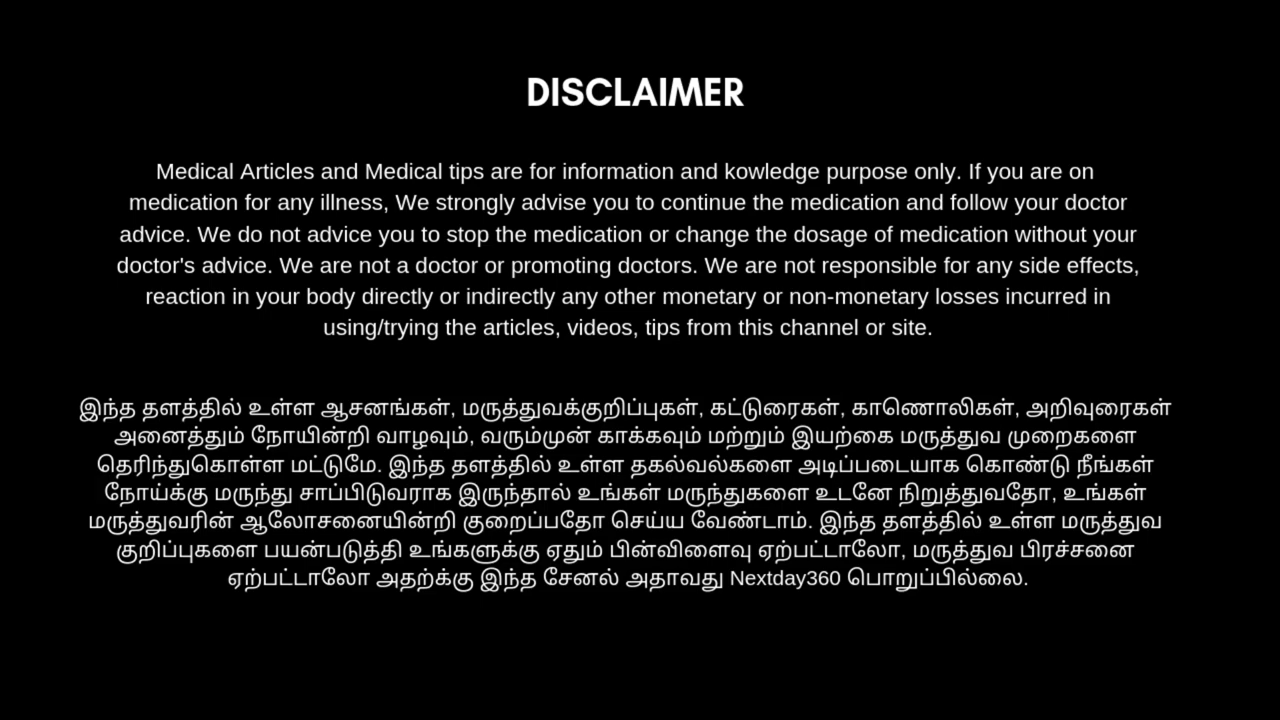 DISCLAIMER
Medical Articles and Medical tips are for information and kowledge purpose only. If you are on
medication for any illness, We strongly advise you to continue the medication and follow your doctor
advice. We do not advice you to stop the medication or change the dosage of medication without your
doctor's advice. We are not a doctor or promoting doctors. We are not responsible for any side effects,
reaction in your body directly or indirectly any other monetary or non-monetary losses incurred in
using/trying the articles, videos, tips from this channel or site.
இந்த தளத்தில் உள்ள ஆசனங்கள், மருத்துவக்குறிப்புகள், கட்டுரைகள், காணொலிகள், அறிவுரைகள்
அனைத்தும் நோயின்றி வாழவும், வரும்முன் காக்கவும் மற்றும் இயற்கை மருத்துவ முறைகளை
தெரிந்துகொள்ள மட்டுமே. இந்த தளத்தில் உள்ள தகல்வல்களை அடிப்படையாக கொண்டு நீங்கள்
நோய்க்கு மருந்து சாப்பிடுவராக இருந்தால் உங்கள் மருந்துகளை உடனே நிறுத்துவதோ, உங்கள்
மருத்துவரின் ஆலோசனையின்றி குறைப்பதோ செய்ய வேண்டாம். இந்த தளத்தில் உள்ள மருத்துவ
குறிப்புகளை பயன்படுத்தி உங்களுக்கு ஏதும் பின்விளைவு ஏற்பட்டாலோ, மருத்துவ பிரச்சனை
ஏற்பட்டாலோ அதற்க்கு இந்த சேனல் அதாவது Nextday360 பொறுப்பில்லை.